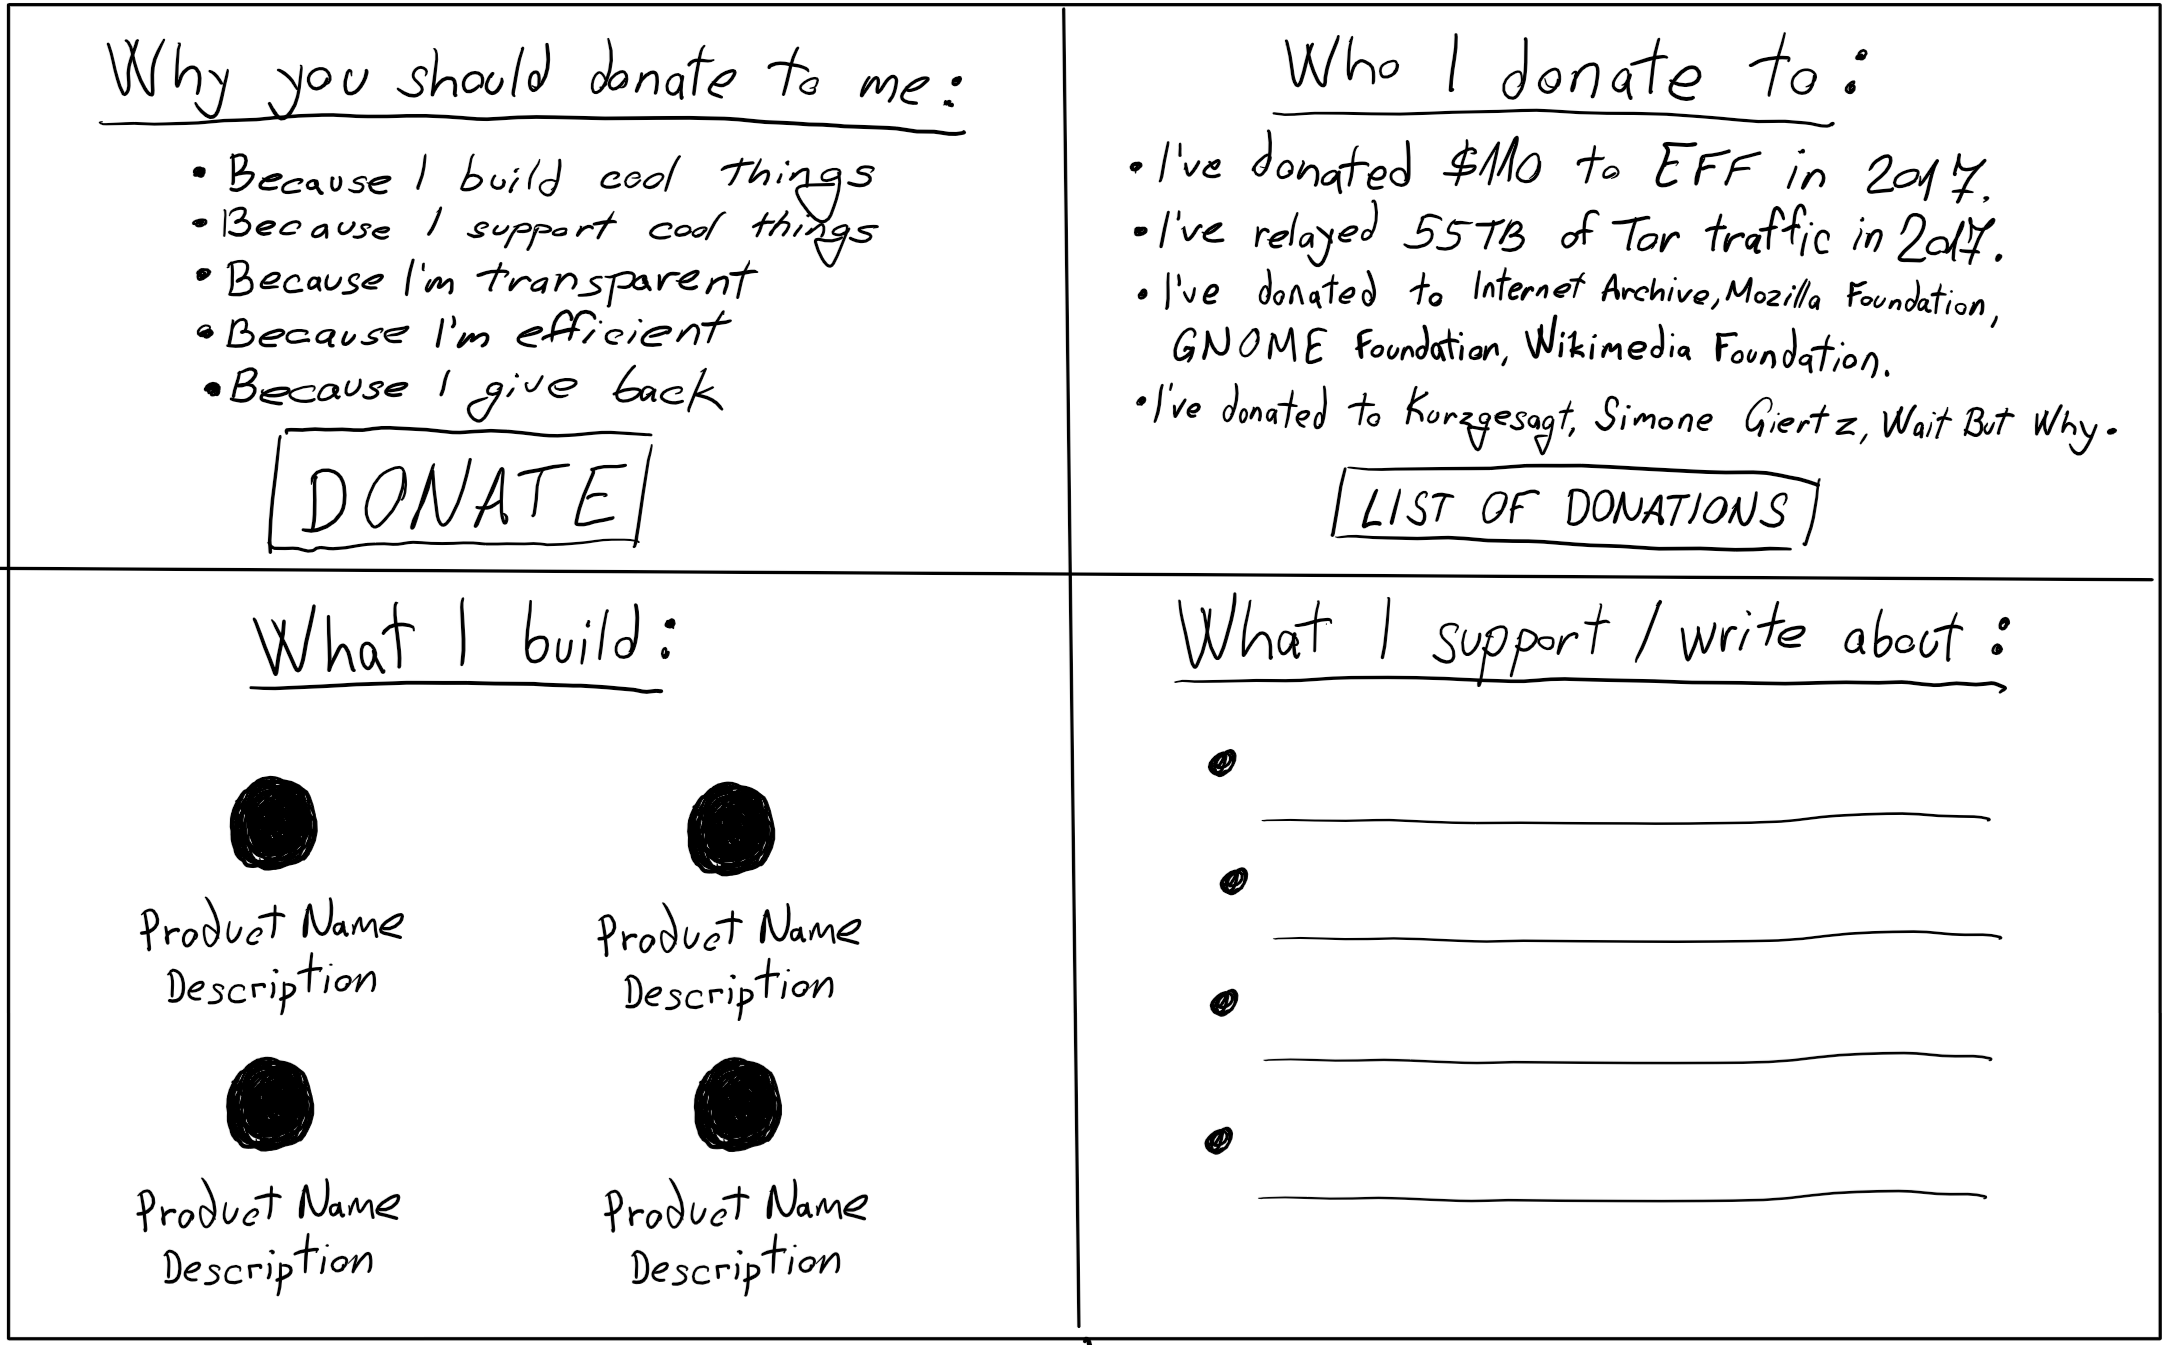 Why you should donate to me:
• Because I build cool things
• Because I support cool things
• Because I'm transparent
• Because I'm efficient
• Because I give back
DONATE
Who I donate to:
• I've donated $110 to EFF in 2017.
• I've relayed 55TB of Tor traffic in 2017.
• I've donated to Internet Archive, Mozilla Foundation,
GNOME Foundation, Wikimedia Foundation.
• I've donated to Kurzgesagt, Simone Giertz, Wait But Why.
LIST OF DONATIONS
What I build:
Product Name
Description
Product Name
Description
Product Name
Description
Product Name
Description
What I support / write about: